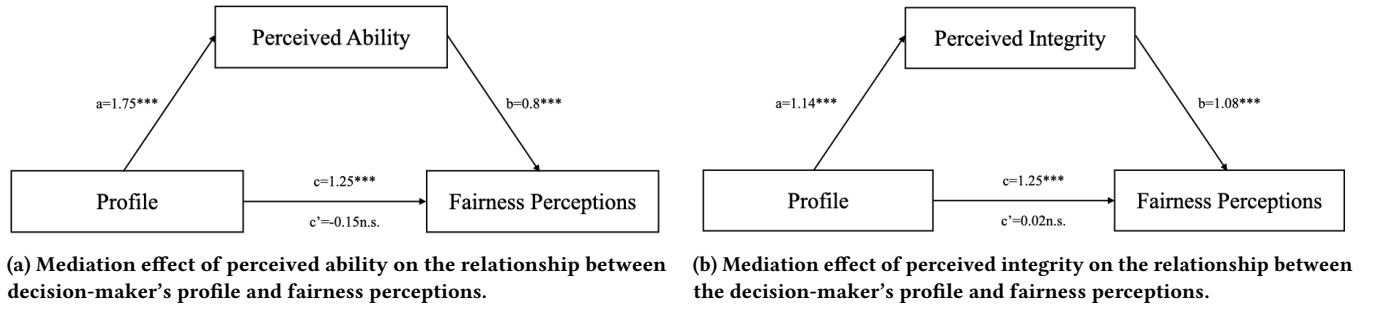 Perceived Ability
a=1.75***
b=0.8***
Profile
c=1.25***
c’=-0.15n.s.
Fairness Perceptions
(a) Mediation effect of perceived ability on the relationship between
decision-maker’s profile and fairness perceptions.
Perceived Integrity
a=1.14***
b=1.08***
Profile
c=1.25***
c’=0.02n.s.
Fairness Perceptions
(b) Mediation effect of perceived integrity on the relationship between
the decision-maker’s profile and fairness perceptions.